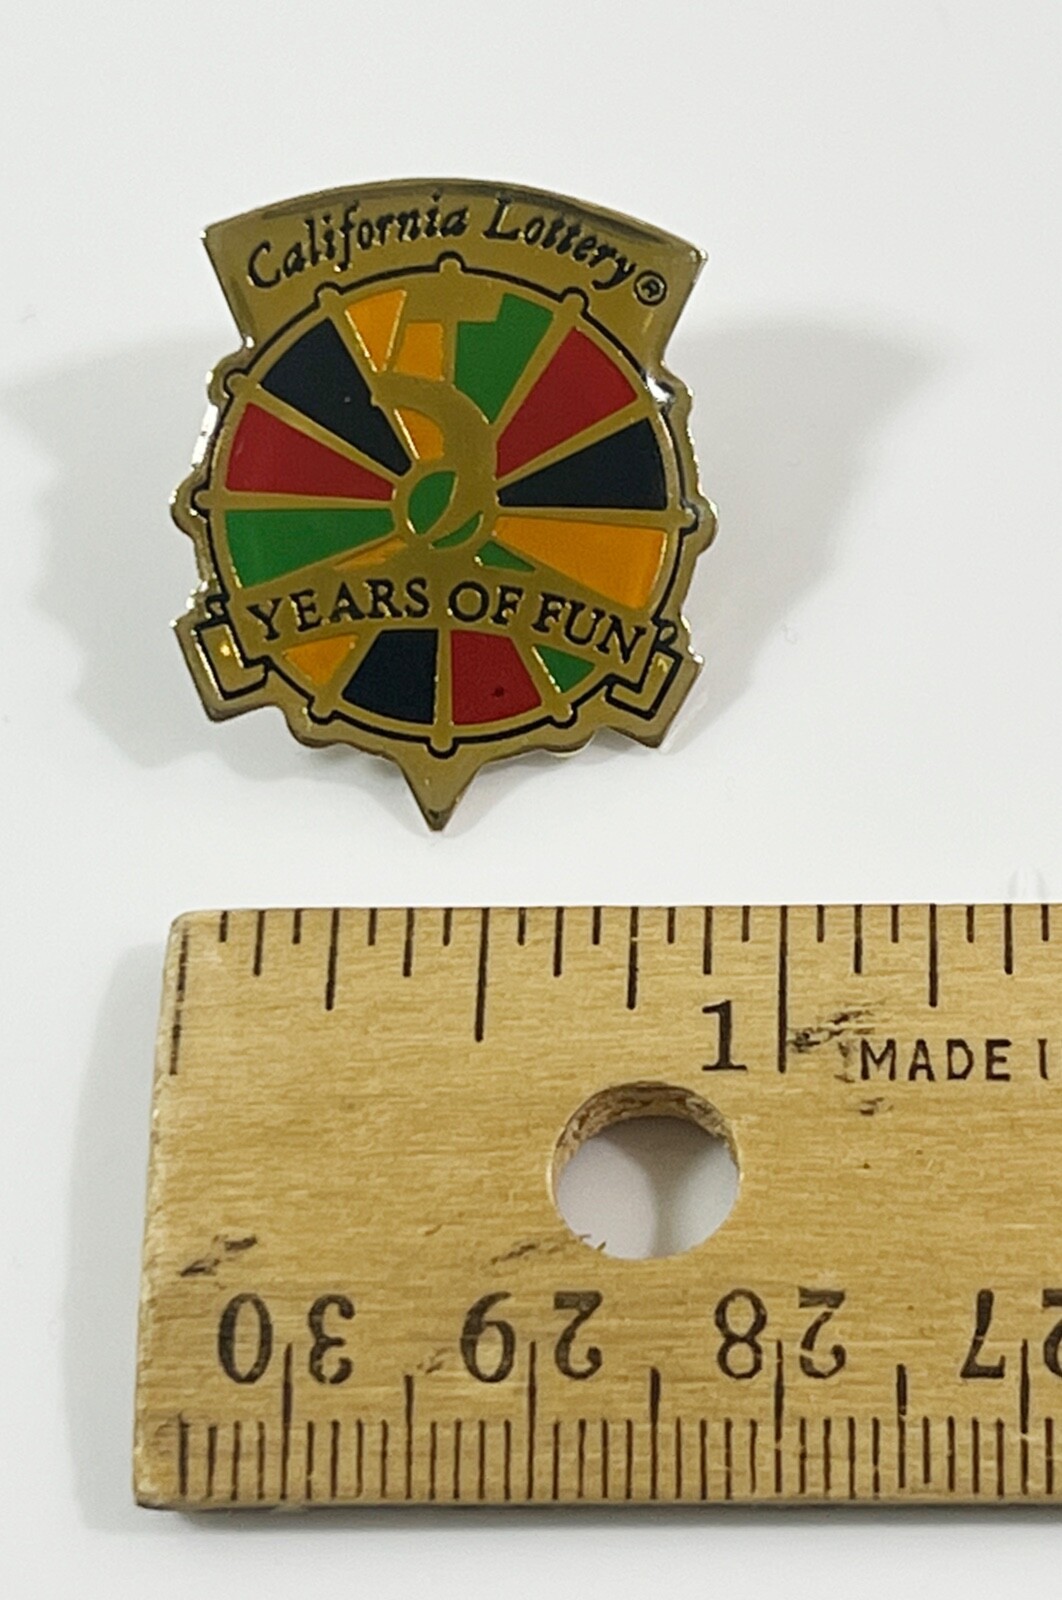 California Lottery®
5
YEARS OF FUN
1
MADE I
30 29 28 27